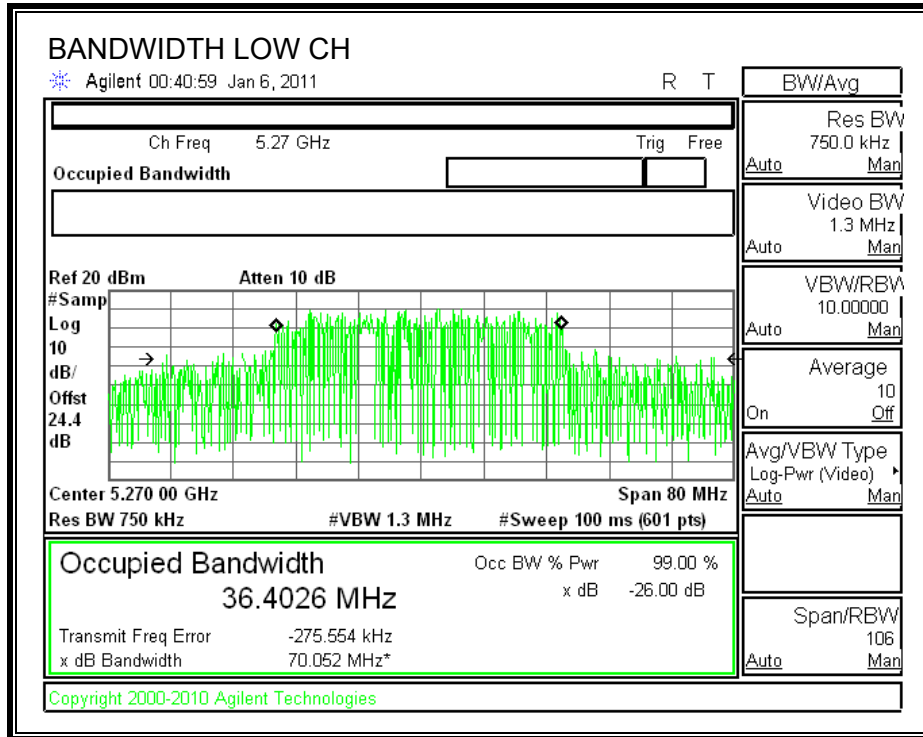 BANDWIDTH LOW CH
Agilent 00:40:59 Jan 6, 2011 R T
Ch Freq 5.27 GHz Trig Free
Occupied Bandwidth
Ref 20 dBm Atten 10 dB
#Samp
Log
10
dB/
Offst
24.4
dB
Center 5.270 00 GHz Span 80 MHz
Res BW 750 kHz #VBW 1.3 MHz #Sweep 100 ms (601 pts)
Occupied Bandwidth Occ BW % Pwr 99.00 %
36.4026 MHz x dB -26.00 dB
Transmit Freq Error -275.554 kHz
x dB Bandwidth 70.052 MHz*
Copyright 2000-2010 Agilent Technologies
BW/Avg
Res BW
750.0 kHz
Auto Man
Video BW
1.3 MHz
Auto Man
VBW/RBW
10.00000
Auto Man
Average
10
On Off
Avg/VBW Type
Log-Pwr (Video)
Auto Man
Span/RBW
106
Auto Man